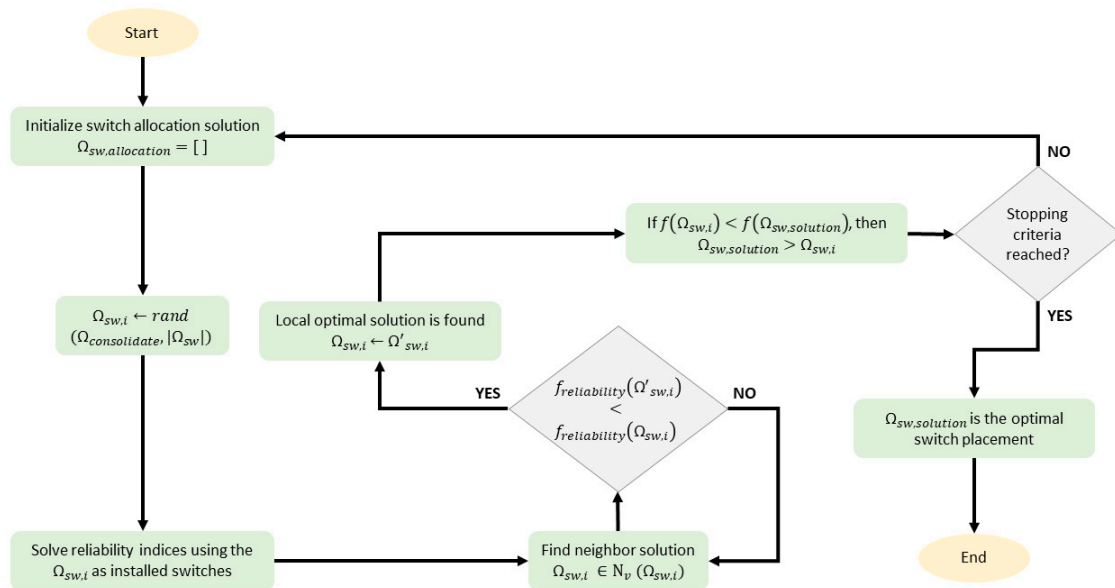 Start
Initialize switch allocation solution
Ω_{sw,allocation} = [ ]
Ω_{sw,i} ← rand
(Ω_{consolidate}, |Ω_{sw}|)
Solve reliability indices using the
Ω_{sw,i} as installed switches
Find neighbor solution
Ω_{sw,i} ∈ N_v (Ω_{sw,i})
f_{reliability}(Ω'_{sw,i})
<
f_{reliability}(Ω_{sw,i})
YES
NO
Local optimal solution is found
Ω_{sw,i} ← Ω'_{sw,i}
If f(Ω_{sw,i}) < f(Ω_{sw,solution}), then
Ω_{sw,solution} > Ω_{sw,i}
Stopping
criteria
reached?
NO
YES
Ω_{sw,solution} is the optimal
switch placement
End